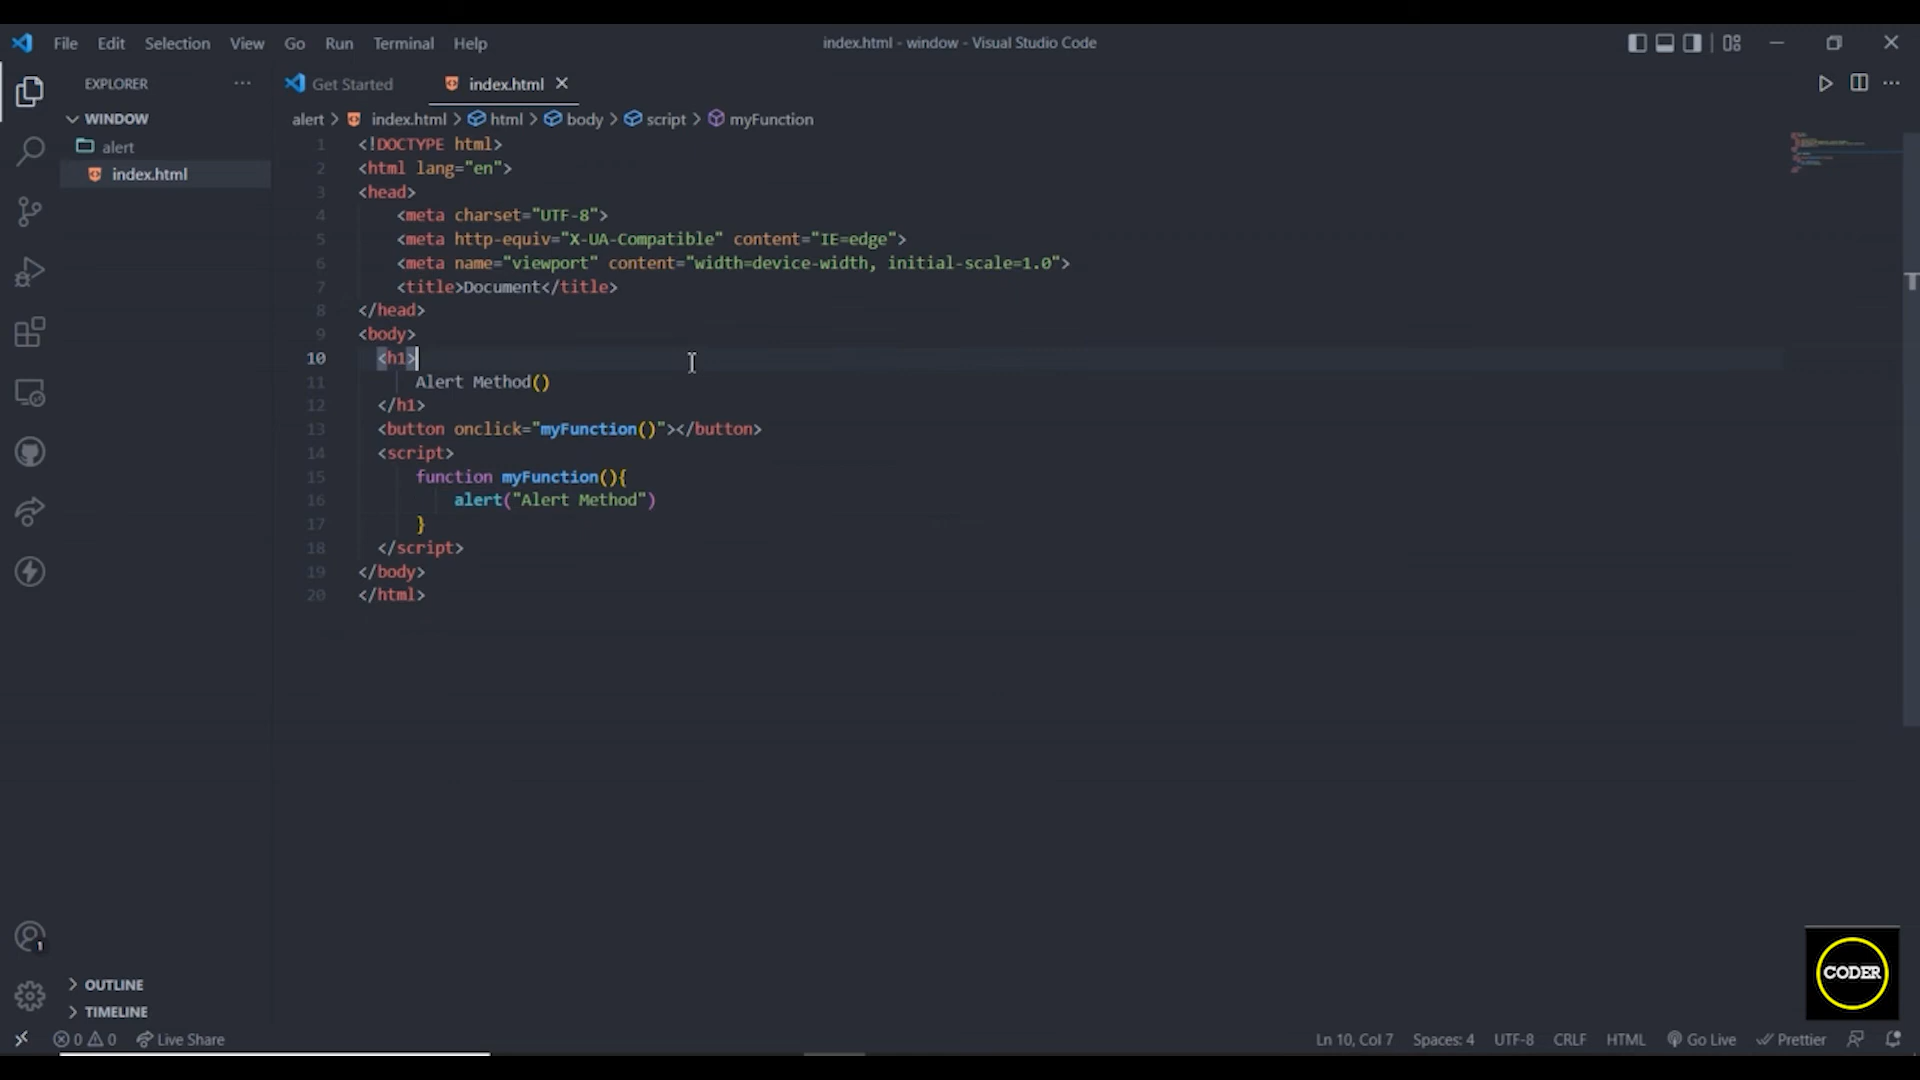 File Edit Selection View Go Run Terminal Help
index.html - window - Visual Studio Code
EXPLORER
Get Started
index.html
WINDOW
alert
index.html
alert > index.html > html > body > script > myFunction
1 <!DOCTYPE html>
2 <html lang="en">
3 <head>
4 <meta charset="UTF-8">
5 <meta http-equiv="X-UA-Compatible" content="IE=edge">
6 <meta name="viewport" content="width=device-width, initial-scale=1.0">
7 <title>Document</title>
8 </head>
9 <body>
10 <h1>
11 Alert Method()
12 </h1>
13 <button onclick="myFunction()"></button>
14 <script>
15 function myFunction(){
16 alert("Alert Method")
17 }
18 </script>
19 </body>
20 </html>
T
1
CODER
OUTLINE
TIMELINE
0 0 Live Share
Ln 10, Col 7 Spaces: 4 UTF-8 CRLF HTML Go Live Prettier